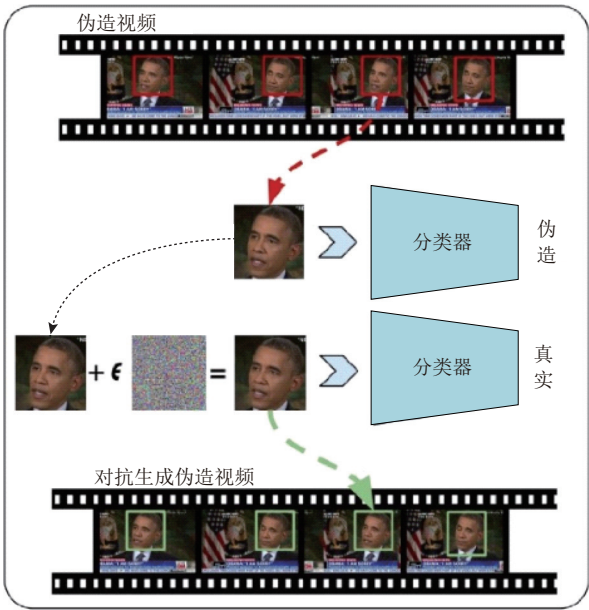 伪造视频
分类器
伪造
+ ϵ =
分类器
真实
对抗生成伪造视频